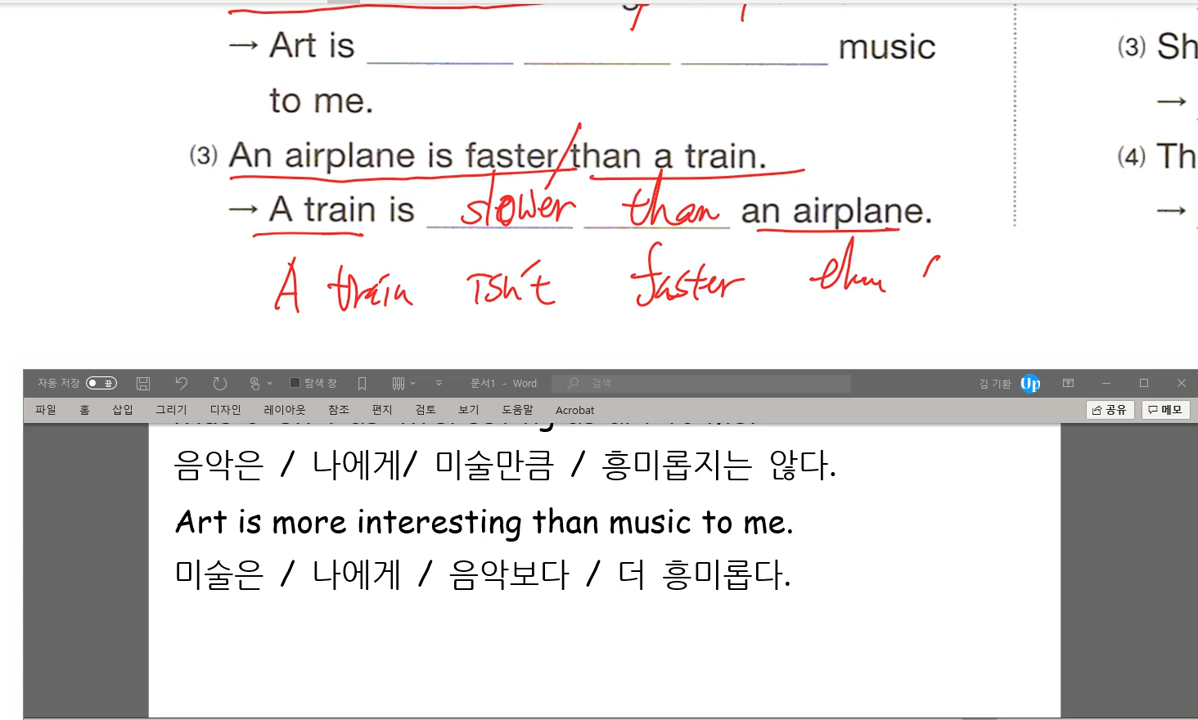 → Art is ______ ______ ______ music
to me.
(3) An airplane is faster than a train.
→ A train is slower than an airplane.
A train isn't faster than
(3) Sh
→
(4) Th
→
자동 저장 끔 탐색 창 문서1 - Word 검색 김 기환 Up
파일 홈 삽입 그리기 디자인 레이아웃 참조 편지 검토 보기 도움말 Acrobat 공유 메모
음악은 / 나에게/ 미술만큼 / 흥미롭지는 않다.
Art is more interesting than music to me.
미술은 / 나에게 / 음악보다 / 더 흥미롭다.